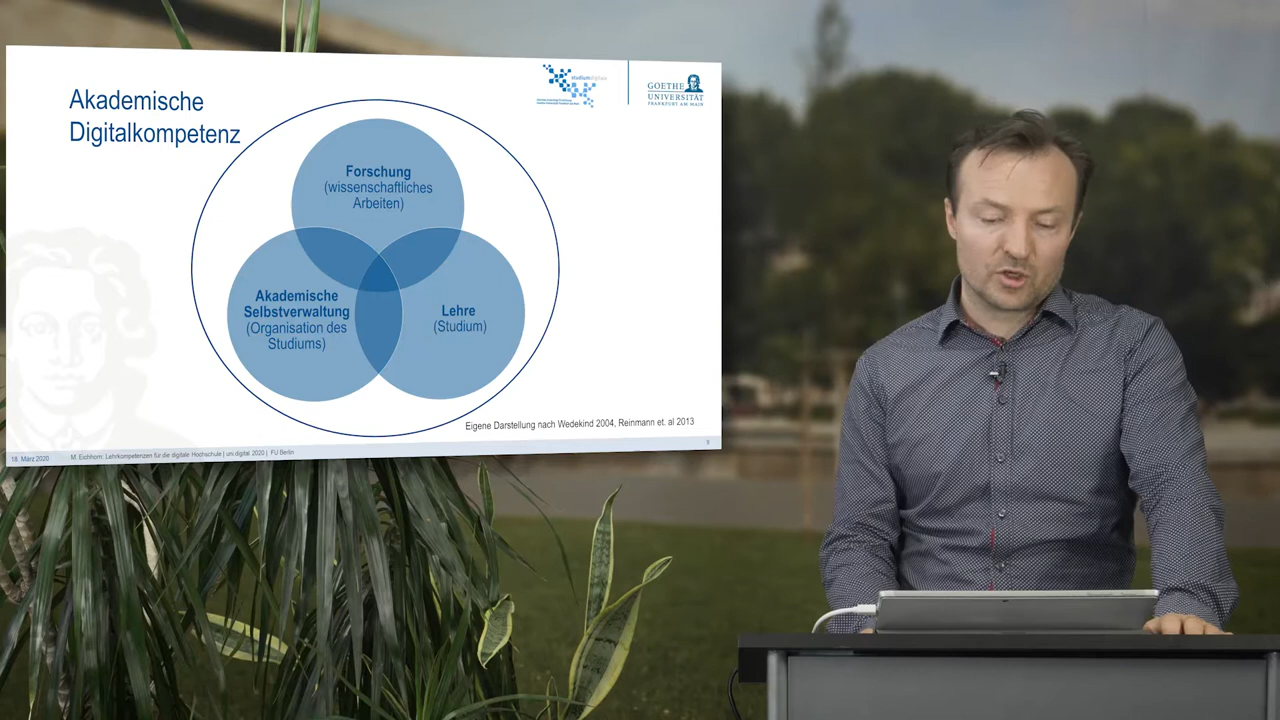 Akademische
Digitalkompetenz
studiumdigitale
GOETHE
UNIVERSITÄT
FRANKFURT AM MAIN
Forschung
(wissenschaftliches
Arbeiten)
Akademische
Selbstverwaltung
(Organisation des
Studiums)
Lehre
(Studium)
Eigene Darstellung nach Wedekind 2004, Reinmann et. al 2013
18. März 2020
M. Eichhorn: Lehrkompetenzen für die digitale Hochschule | uni.digital 2020 | FU Berlin